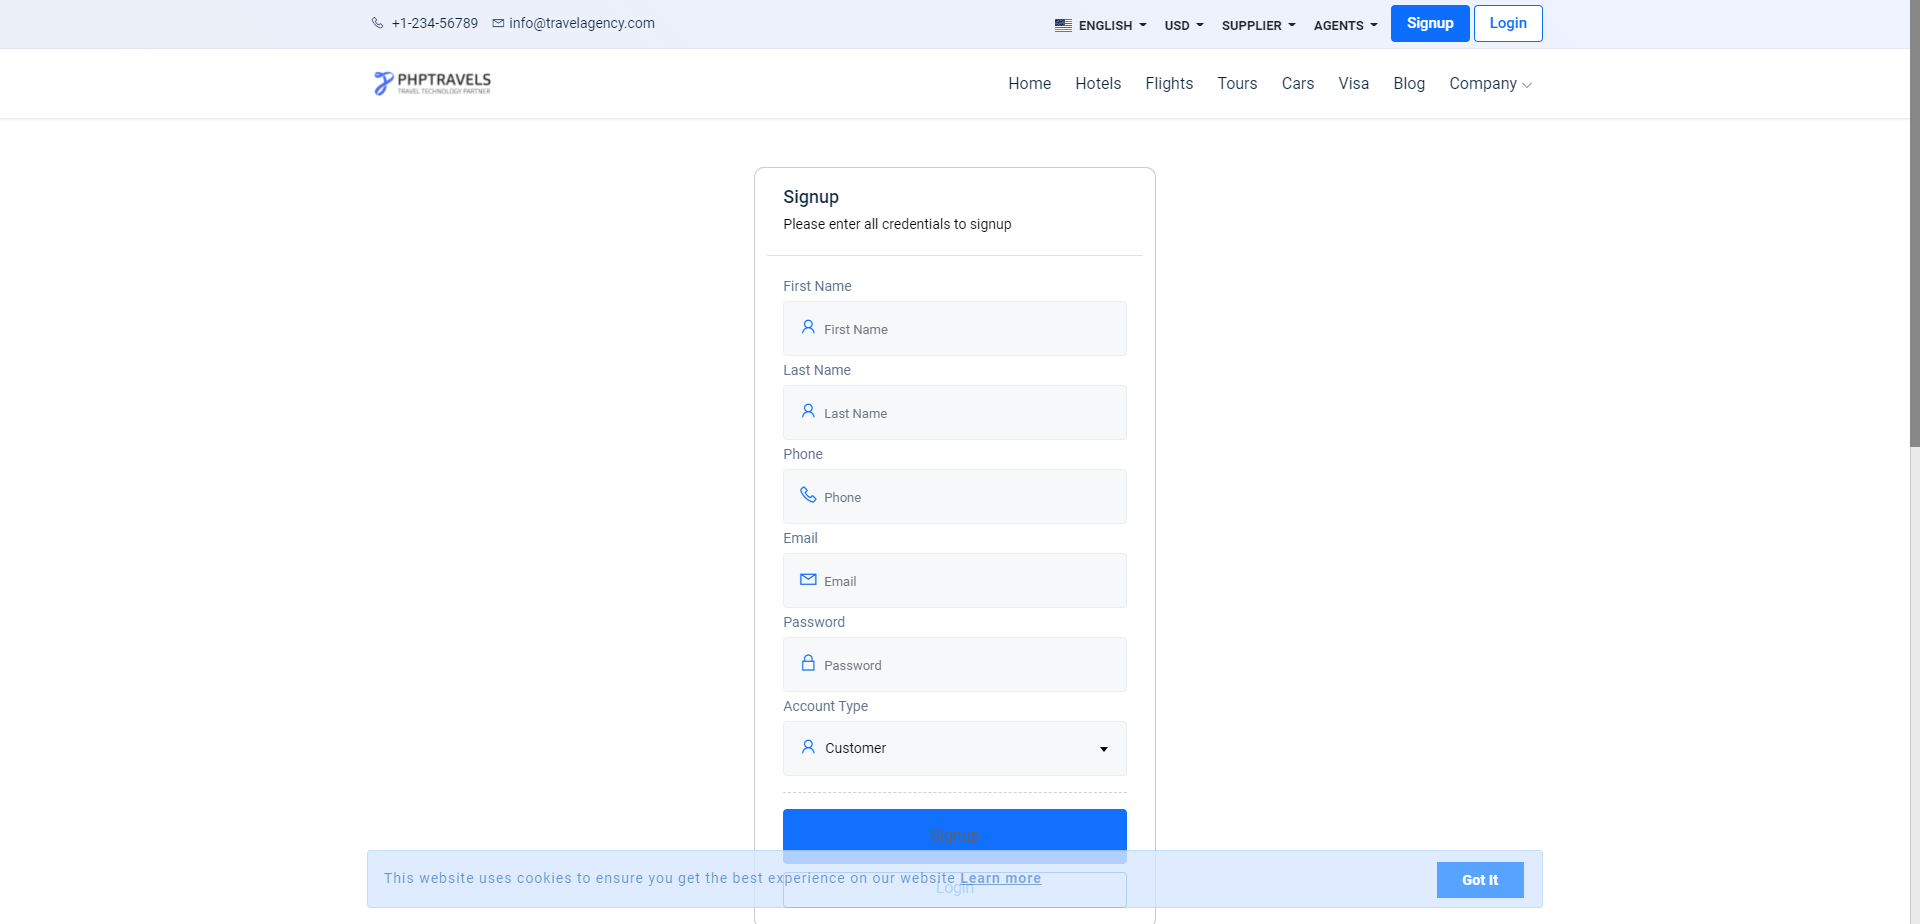 +1-234-56789 info@travelagency.com ENGLISH USD SUPPLIER AGENTS Signup Login
PHPTRAVELS
TRAVEL TECHNOLOGY PARTNER
Home Hotels Flights Tours Cars Visa Blog Company
Signup
Please enter all credentials to signup
First Name
First Name
Last Name
Last Name
Phone
Phone
Email
Email
Password
Password
Account Type
Customer
Signup
This website uses cookies to ensure you get the best experience on our website Learn more Got It
Login